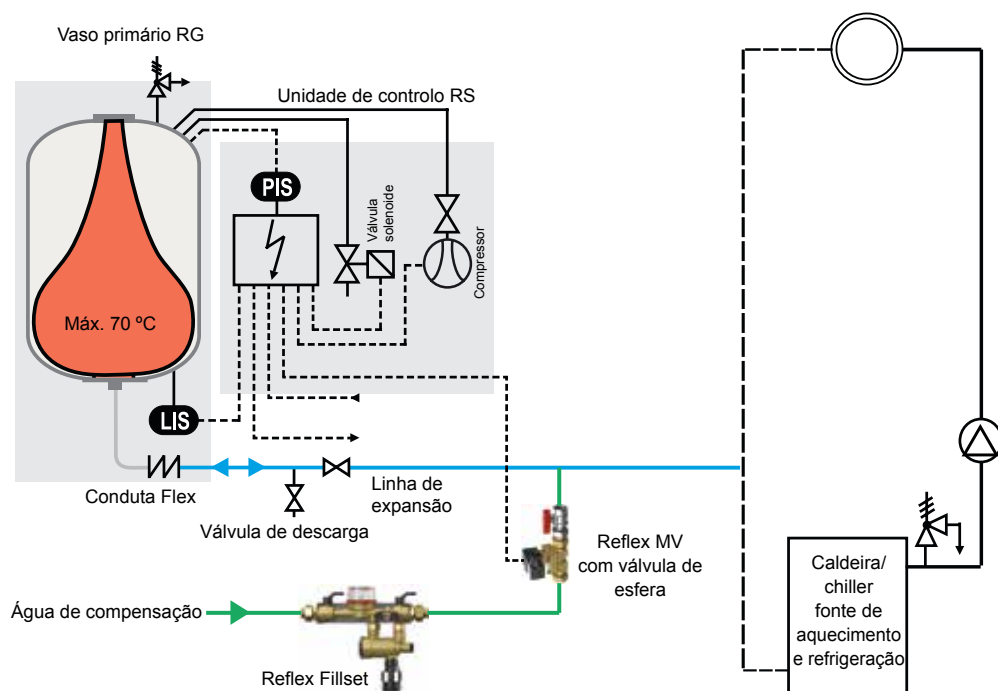 Vaso primário RG
Unidade de controlo RS
PIS
Válvula
solenoide
Compressor
Máx. 70 ºC
LIS
Conduta Flex
Linha de
expansão
Válvula de descarga
Reflex MV
com válvula de
esfera
Água de compensação
Reflex Fillset
Caldeira/
chiller
fonte de
aquecimento
e refrigeração